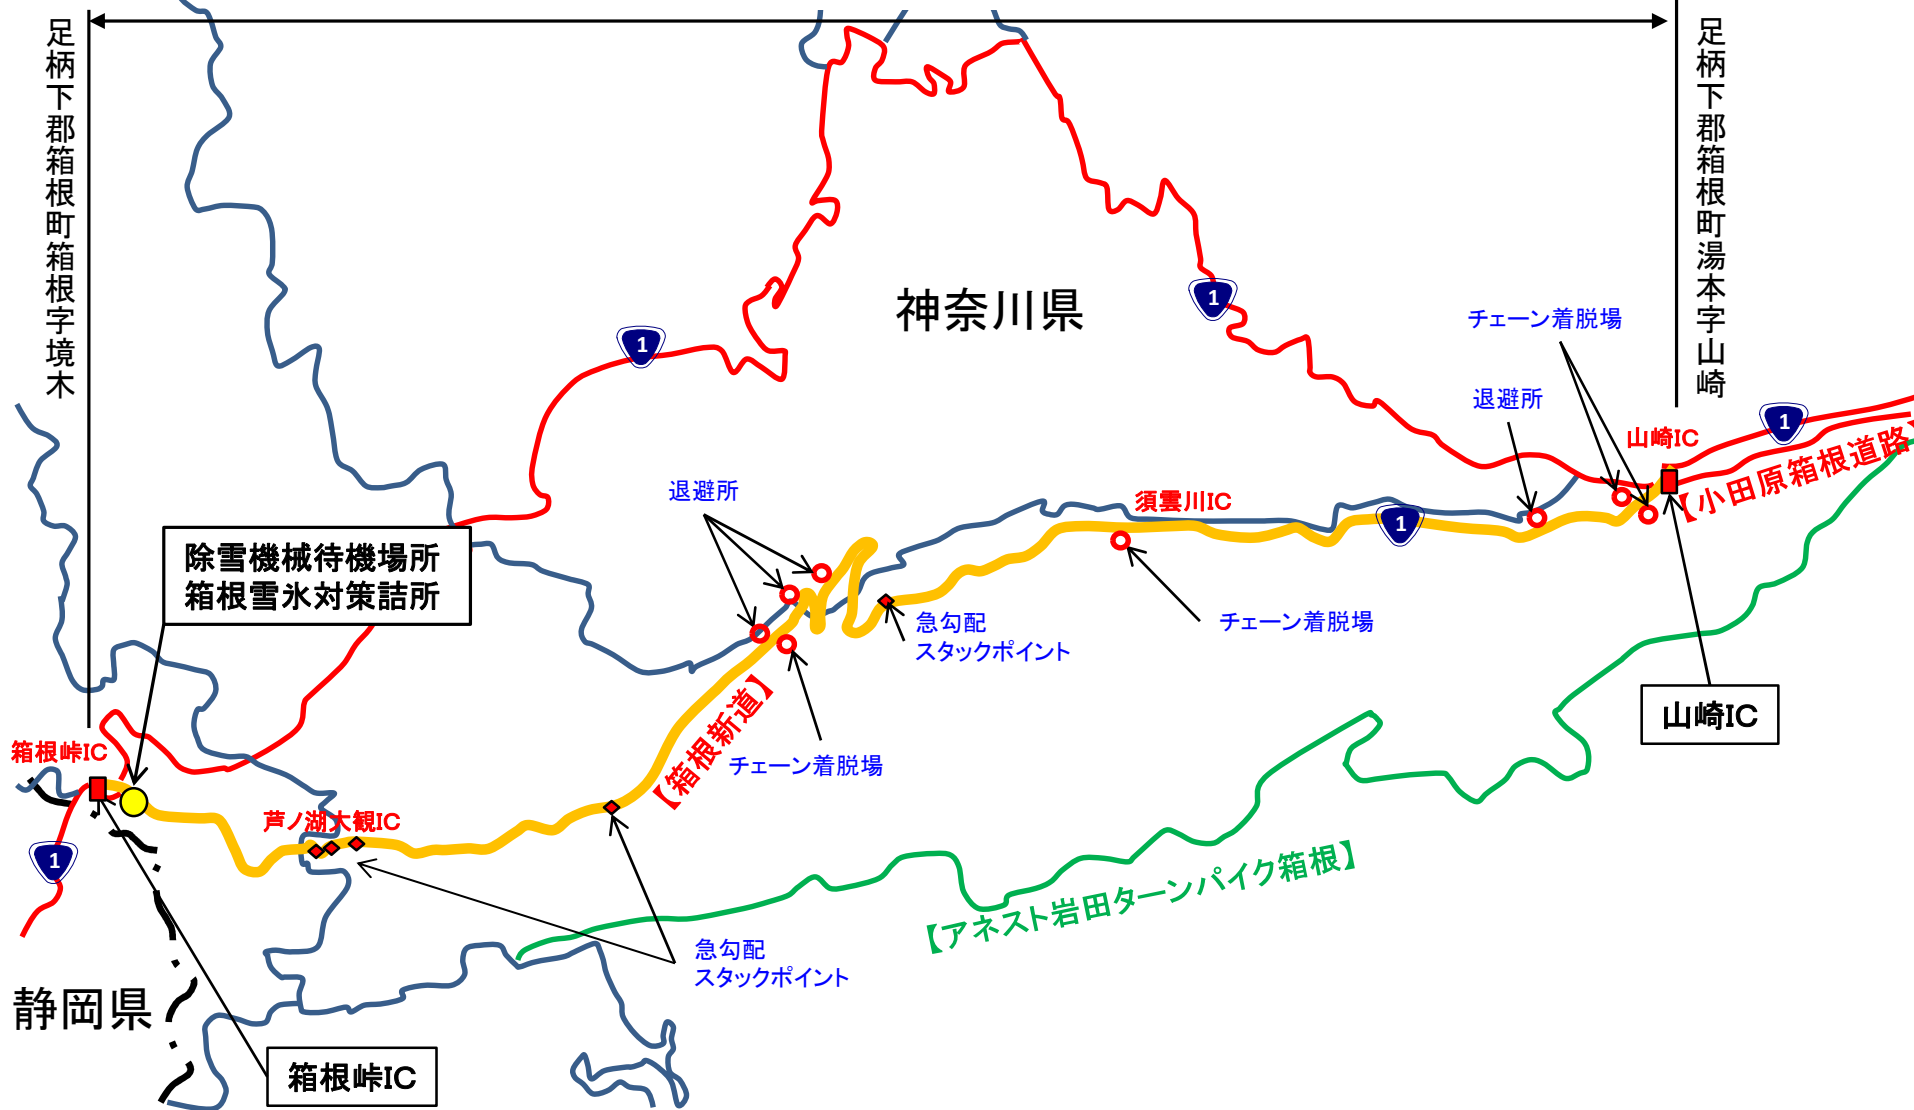 足柄下郡箱根町箱根字境木
足柄下郡箱根町湯本字山崎
神奈川県
1
1
チェーン着脱場
退避所
1
山崎IC
【小田原箱根道路】
退避所
須雲川IC
1
除雪機械待機場所
箱根雪氷対策詰所
急勾配
スタックポイント
チェーン着脱場
山崎IC
【箱根新道】
チェーン着脱場
箱根峠IC
芦ノ湖大観IC
1
【アネスト岩田ターンパイク箱根】
急勾配
スタックポイント
静岡県
箱根峠IC